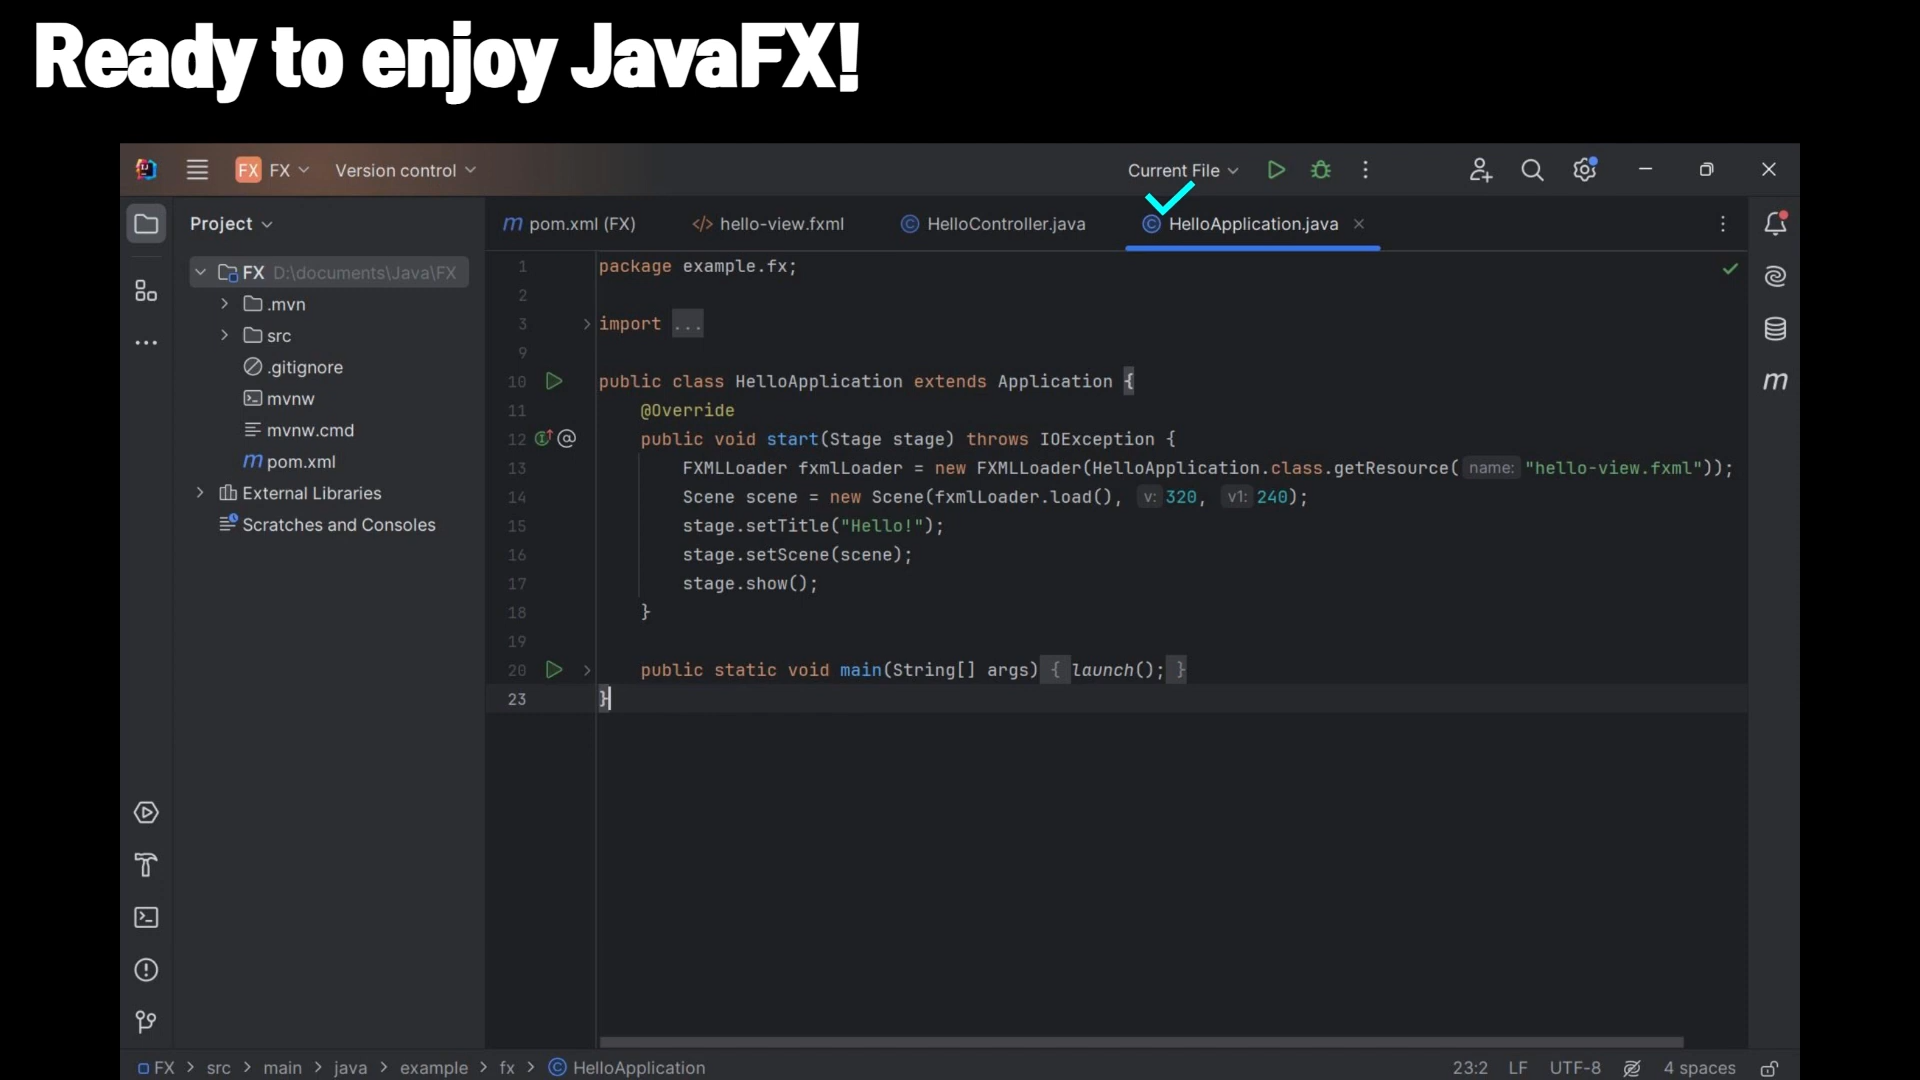 Ready to enjoy JavaFX!
FX FX Version control Current File
Project pom.xml (FX) hello-view.fxml HelloController.java HelloApplication.java
FX D:\documents\Java\FX
.mvn
src
.gitignore
mvnw
mvnw.cmd
pom.xml
External Libraries
Scratches and Consoles
1 package example.fx;
2
3 import ...
9
10 public class HelloApplication extends Application {
11 @Override
12 public void start(Stage stage) throws IOException {
13 FXMLLoader fxmlLoader = new FXMLLoader(HelloApplication.class.getResource( name: "hello-view.fxml"));
14 Scene scene = new Scene(fxmlLoader.load(), v: 320, v1: 240);
15 stage.setTitle("Hello!");
16 stage.setScene(scene);
17 stage.show();
18 }
19
20 public static void main(String[] args) { launch(); }
23 }
FX > src > main > java > example > fx > HelloApplication 23:2 LF UTF-8 4 spaces